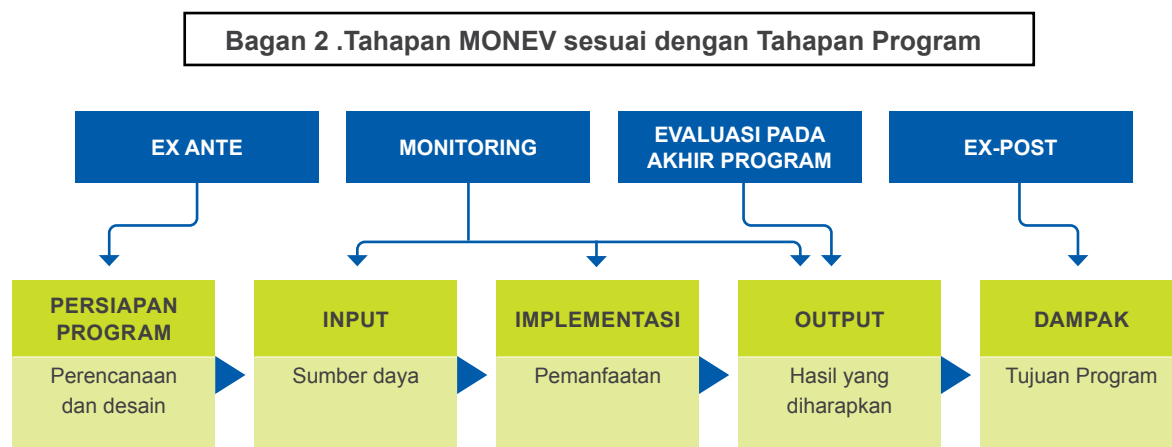 Bagan 2 .Tahapan MONEV sesuai dengan Tahapan Program
EX ANTE
MONITORING
EVALUASI PADA
AKHIR PROGRAM
EX-POST
PERSIAPAN
PROGRAM
Perencanaan
dan desain
INPUT
Sumber daya
IMPLEMENTASI
Pemanfaatan
OUTPUT
Hasil yang
diharapkan
DAMPAK
Tujuan Program